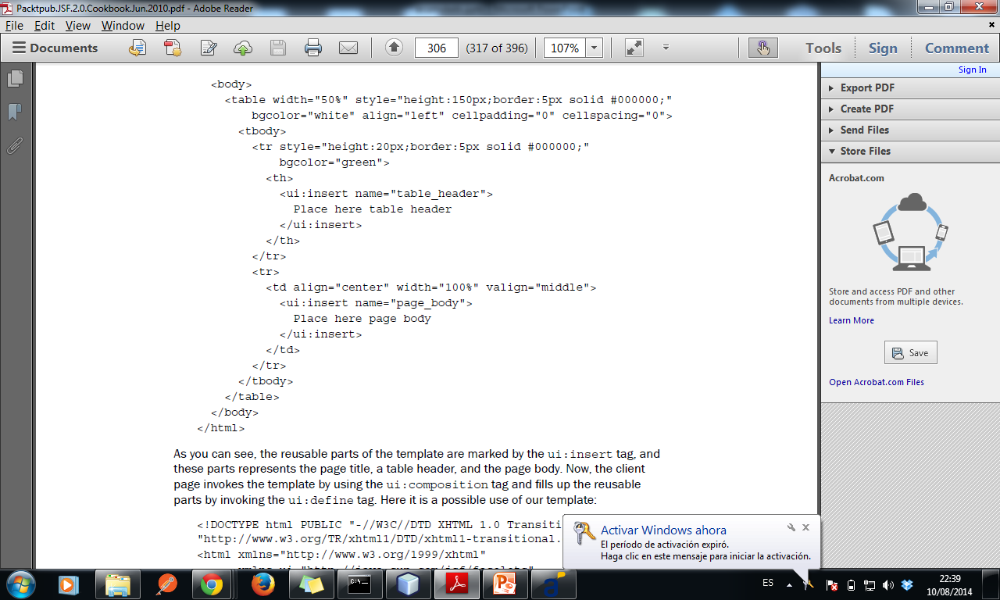 Packtpub.JSF.2.0.Cookbook.Jun.2010.pdf - Adobe Reader
File Edit View Window Help
Documents 306 (317 of 396) 107% Tools Sign Comment
Sign In
Export PDF
Create PDF
Send Files
Store Files
Acrobat.com
Store and access PDF and other
documents from multiple devices.
Learn More
Save
Open Acrobat.com Files
<body>
<table width="50%" style="height:150px;border:5px solid #000000;"
bgcolor="white" align="left" cellpadding="0" cellspacing="0">
<tbody>
<tr style="height:20px;border:5px solid #000000;"
bgcolor="green">
<th>
<ui:insert name="table_header">
Place here table header
</ui:insert>
</th>
</tr>
<tr>
<td align="center" width="100%" valign="middle">
<ui:insert name="page_body">
Place here page body
</ui:insert>
</td>
</tr>
</tbody>
</table>
</body>
</html>
As you can see, the reusable parts of the template are marked by the ui:insert tag, and
these parts represents the page title, a table header, and the page body. Now, the client
page invokes the template by using the ui:composition tag and fills up the reusable
parts by invoking the ui:define tag. Here it is a possible use of our template:
<!DOCTYPE html PUBLIC "-//W3C//DTD XHTML 1.0 Transiti
"http://www.w3.org/TR/xhtml1/DTD/xhtml1-transitional.
<html xmlns="http://www.w3.org/1999/xhtml"
Activar Windows ahora
El período de activación expiró.
Haga clic en este mensaje para iniciar la activación.
ES
22:39
10/08/2014